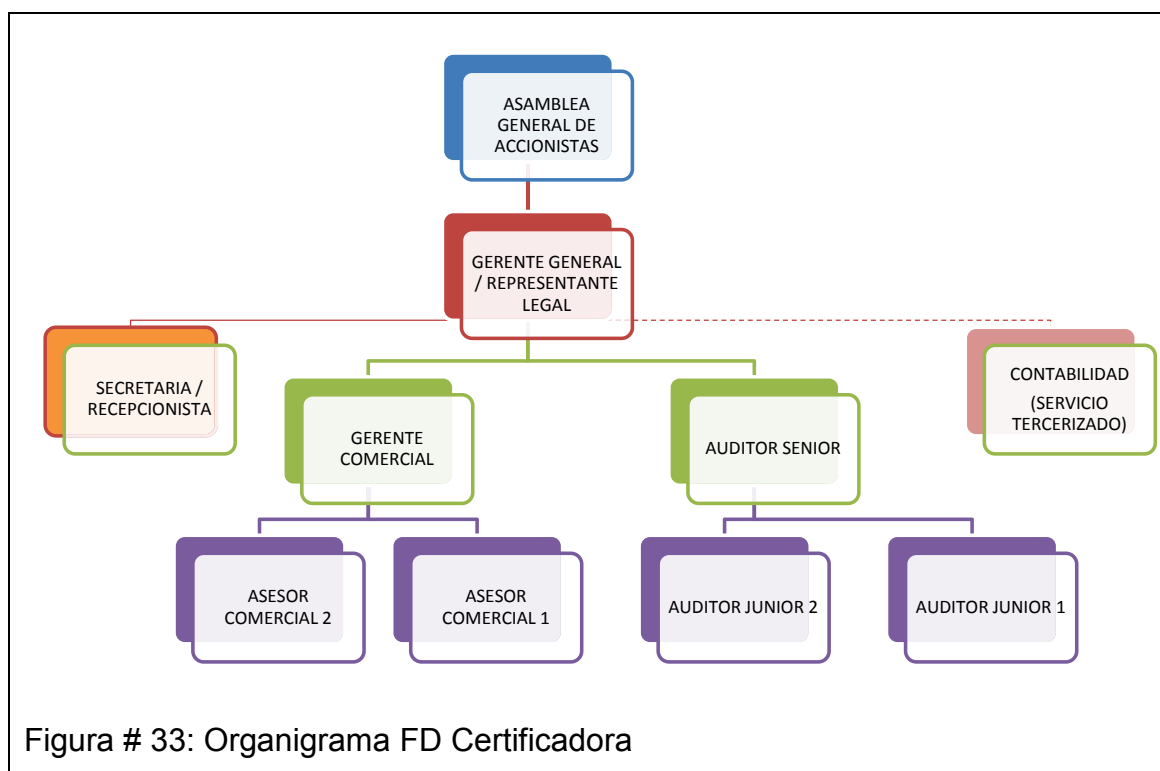 ASAMBLEA
GENERAL DE
ACCIONISTAS
GERENTE GENERAL
/ REPRESENTANTE
LEGAL
SECRETARIA /
RECEPCIONISTA
CONTABILIDAD
(SERVICIO
TERCERIZADO)
GERENTE
COMERCIAL
AUDITOR SENIOR
ASESOR
COMERCIAL 2
ASESOR
COMERCIAL 1
AUDITOR JUNIOR 2
AUDITOR JUNIOR 1
Figura # 33: Organigrama FD Certificadora